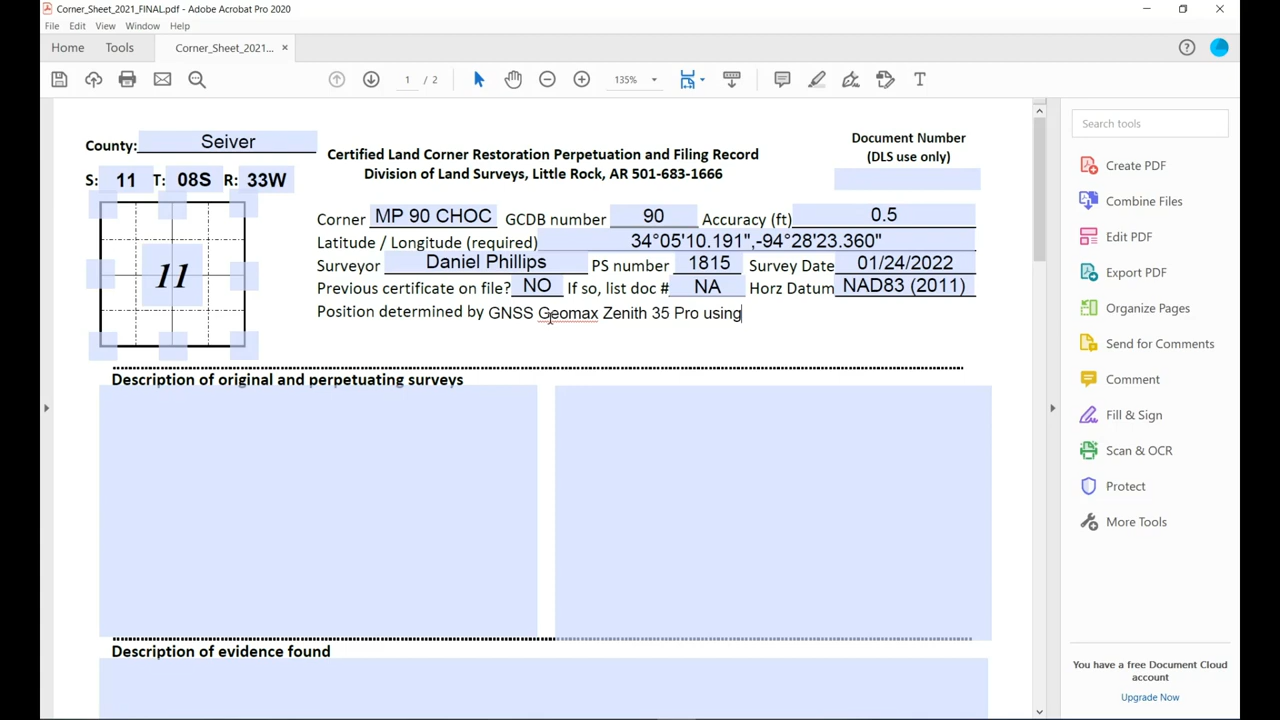 Corner_Sheet_2021_FINAL.pdf - Adobe Acrobat Pro 2020
File Edit View Window Help
Home Tools Corner_Sheet_2021... ×
1 / 2 135%
Search tools
Create PDF
Combine Files
Edit PDF
Export PDF
Organize Pages
Send for Comments
Comment
Fill & Sign
Scan & OCR
Protect
More Tools
You have a free Document Cloud
account
Upgrade Now
County: Seiver
S: 11 T: 08S R: 33W
11
Certified Land Corner Restoration Perpetuation and Filing Record
Division of Land Surveys, Little Rock, AR 501-683-1666
Document Number
(DLS use only)
Corner MP 90 CHOC GCDB number 90 Accuracy (ft) 0.5
Latitude / Longitude (required) 34°05'10.191",-94°28'23.360"
Surveyor Daniel Phillips PS number 1815 Survey Date 01/24/2022
Previous certificate on file? NO If so, list doc # NA Horz Datum NAD83 (2011)
Position determined by GNSS Geomax Zenith 35 Pro using
Description of original and perpetuating surveys
Description of evidence found